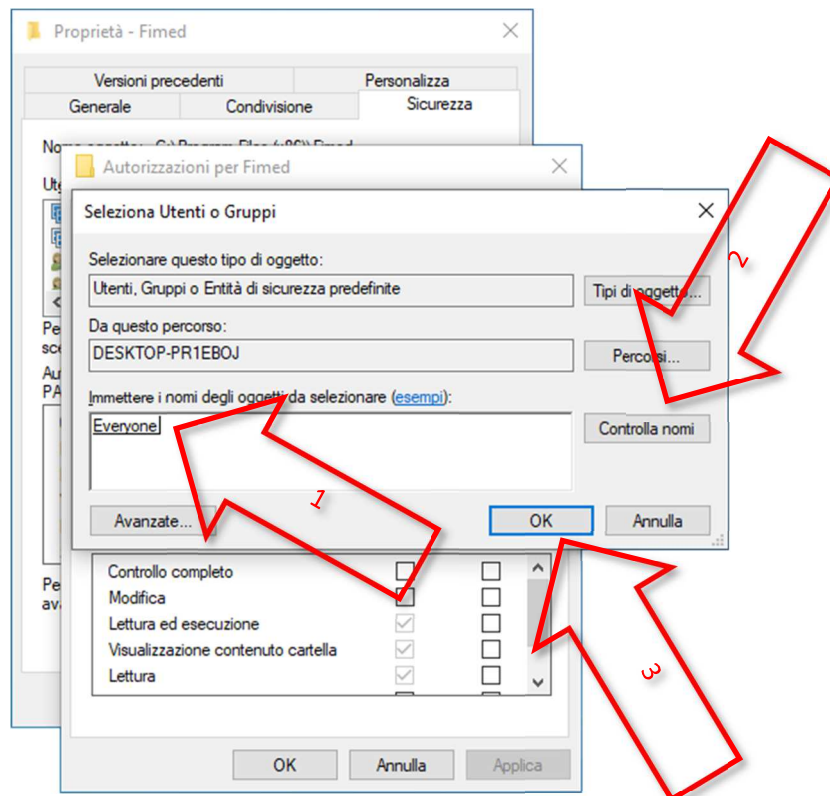 Proprietà - Fimed
Versioni precedenti
Personalizza
Generale
Condivisione
Sicurezza
Autorizzazioni per Fimed
Seleziona Utenti o Gruppi
Selezionare questo tipo di oggetto:
Utenti, Gruppi o Entità di sicurezza predefinite
Tipi di oggetto...
Da questo percorso:
DESKTOP-PR1EBOJ
Percorsi...
Immettere i nomi degli oggetti da selezionare (esempi):
Everyone
Controlla nomi
Avanzate...
OK
Annulla
1
2
3
Controllo completo
Modifica
Lettura ed esecuzione
Visualizzazione contenuto cartella
Lettura
OK
Annulla
Applica